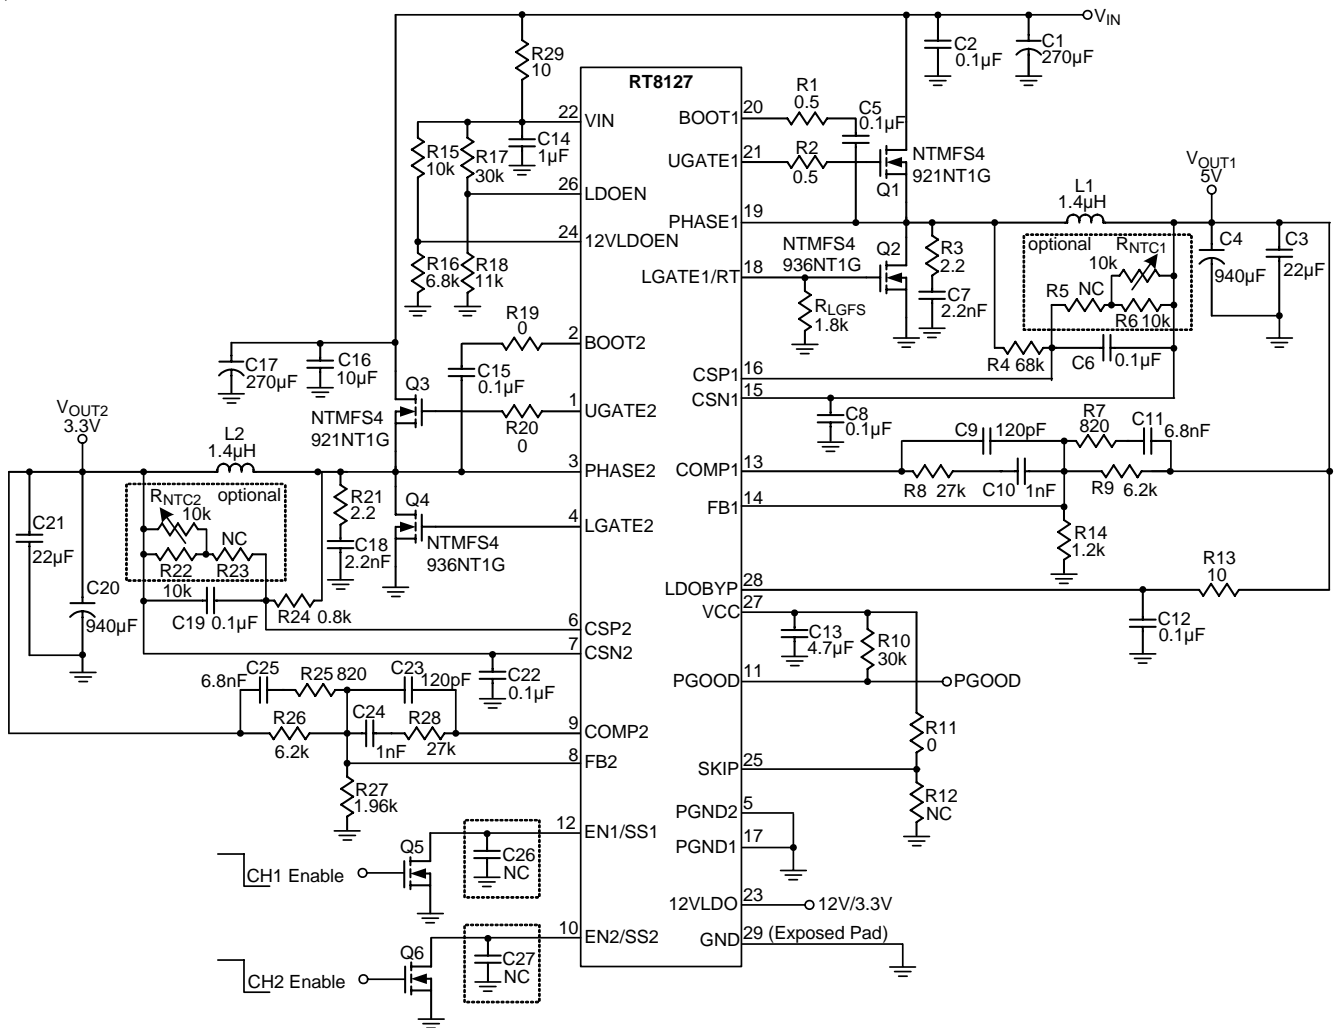 VIN
R29
10
C2
0.1µF
C1
270µF
RT8127
22
VIN
C14
1µF
R15
10k
R17
30k
26
LDOEN
24
12VLDOEN
R16
6.8k
R18
11k
R19
0
2
BOOT2
C17
270µF
C16
10µF
C15
0.1µF
Q3
NTMFS4
921NT1G
R20
0
1
UGATE2
VOUT2
3.3V
L2
1.4µH
3
PHASE2
RNTC2
10k
optional
NC
R22
10k
R23
R21
2.2
C18
2.2nF
Q4
NTMFS4
936NT1G
4
LGATE2
C21
22µF
C20
940µF
C19 0.1µF
R24 0.8k
6
CSP2
7
CSN2
C22
0.1µF
C25
6.8nF
R25 820
C23
120pF
R26
6.2k
C24
1nF
R28
27k
9
COMP2
8
FB2
R27
1.96k
12
EN1/SS1
Q5
C26
NC
CH1 Enable
10
EN2/SS2
Q6
C27
NC
CH2 Enable
BOOT1
20
R1
0.5
C5
0.1µF
UGATE1
21
R2
0.5
NTMFS4
921NT1G
Q1
PHASE1
19
L1
1.4µH
VOUT1
5V
LGATE1/RT
18
NTMFS4
936NT1G
Q2
RLGFS
1.8k
R3
2.2
C7
2.2nF
optional
RNTC1
10k
R5
NC
R6 10k
C4
940µF
C3
22µF
R4 68k
C6
0.1µF
CSP1
16
CSN1
15
C8
0.1µF
C9
120pF
R7
820
C11
6.8nF
COMP1
13
R8 27k
C10
1nF
R9
6.2k
FB1
14
R14
1.2k
R13
10
LDOBYP
28
C12
0.1µF
VCC
27
C13
4.7µF
R10
30k
PGOOD
11
PGOOD
R11
0
SKIP
25
R12
NC
PGND2
5
PGND1
17
12VLDO
23
12V/3.3V
GND
29 (Exposed Pad)